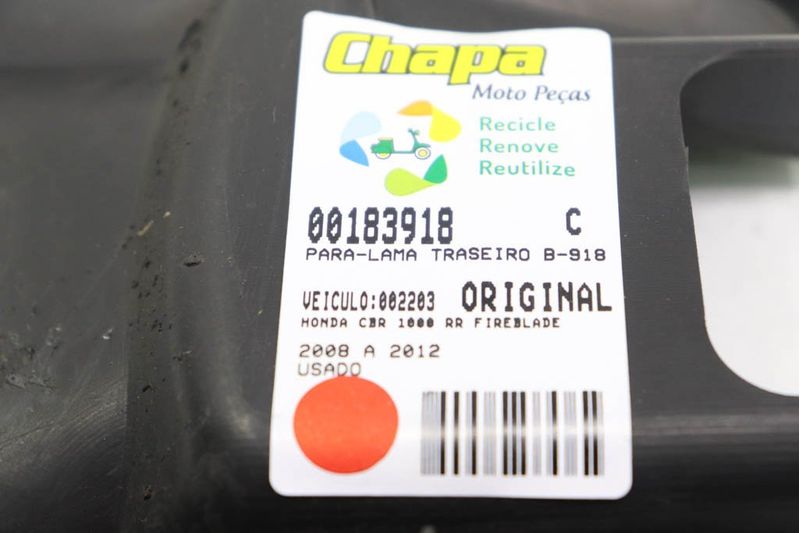 Chapa
Moto Peças
Recicle
Renove
Reutilize
00183918 C
PARA-LAMA TRASEIRO B-918
VEICULO:002203 ORIGINAL
HONDA CBR 1000 RR FIREBLADE
2008 A 2012
USADO